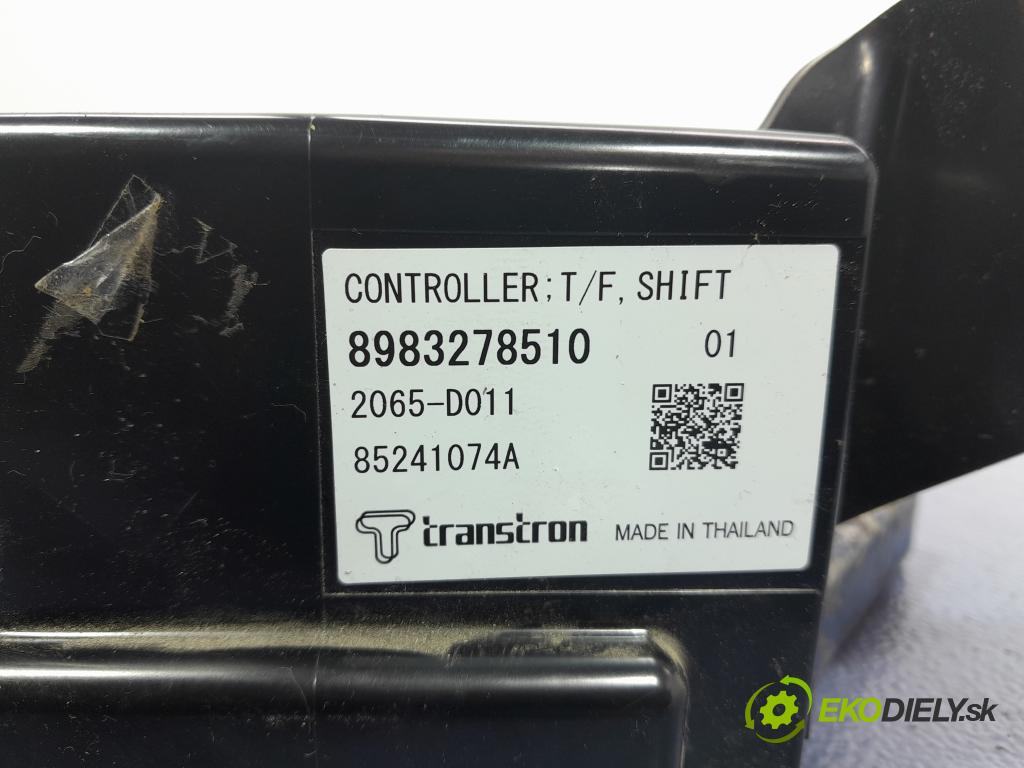 CONTROLLER;T/F, SHIFT
8983278510 01
2065-D011
85241074A
transtron MADE IN THAILAND
EKODIELY.sk